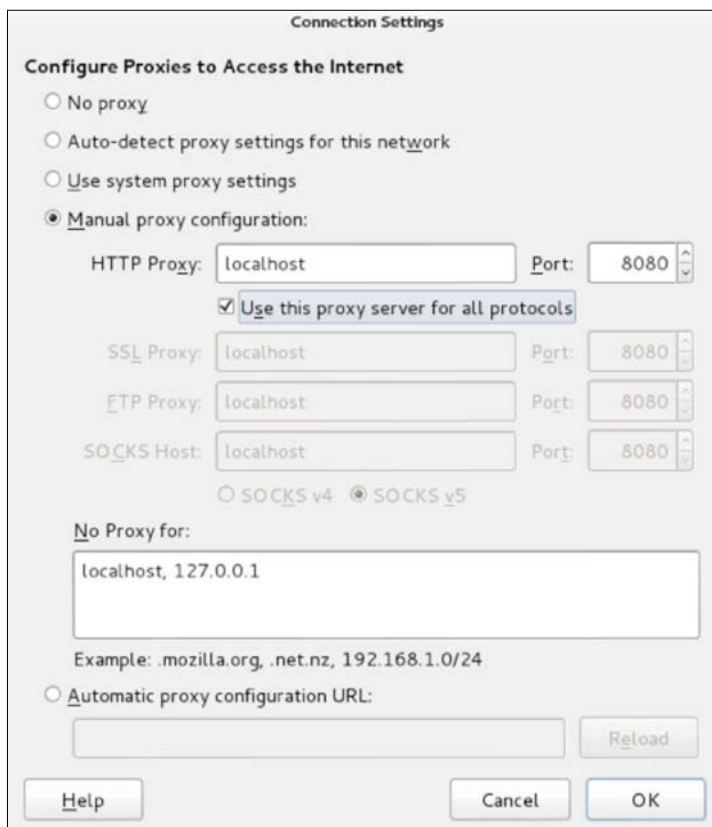 Connection Settings
Configure Proxies to Access the Internet
No proxy
Auto-detect proxy settings for this network
Use system proxy settings
Manual proxy configuration:
HTTP Proxy: localhost Port: 8080
Use this proxy server for all protocols
SSL Proxy: localhost Port: 8080
FTP Proxy: localhost Port: 8080
SOCKS Host: localhost Port: 8080
SOCKS v4 SOCKS v5
No Proxy for:
localhost, 127.0.0.1
Example: .mozilla.org, .net.nz, 192.168.1.0/24
Automatic proxy configuration URL:
Reload
Help Cancel OK